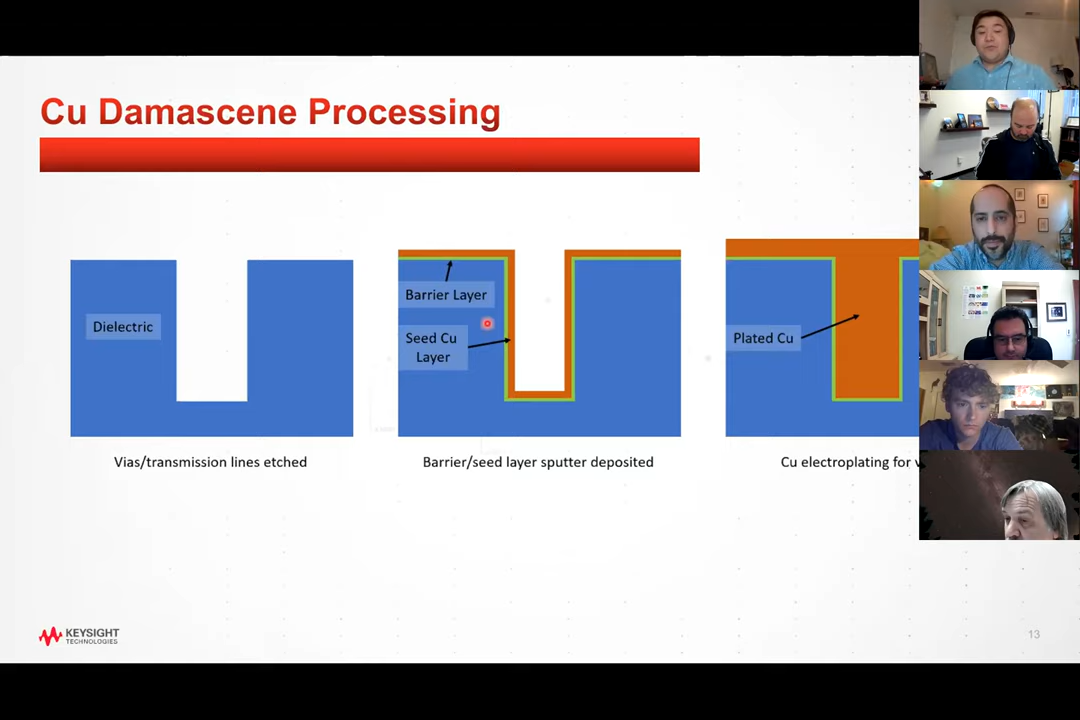 Cu Damascene Processing
Dielectric
Barrier Layer
Seed Cu
Layer
Plated Cu
Vias/transmission lines etched
Barrier/seed layer sputter deposited
Cu electroplating for
KEYSIGHT
TECHNOLOGIES
13